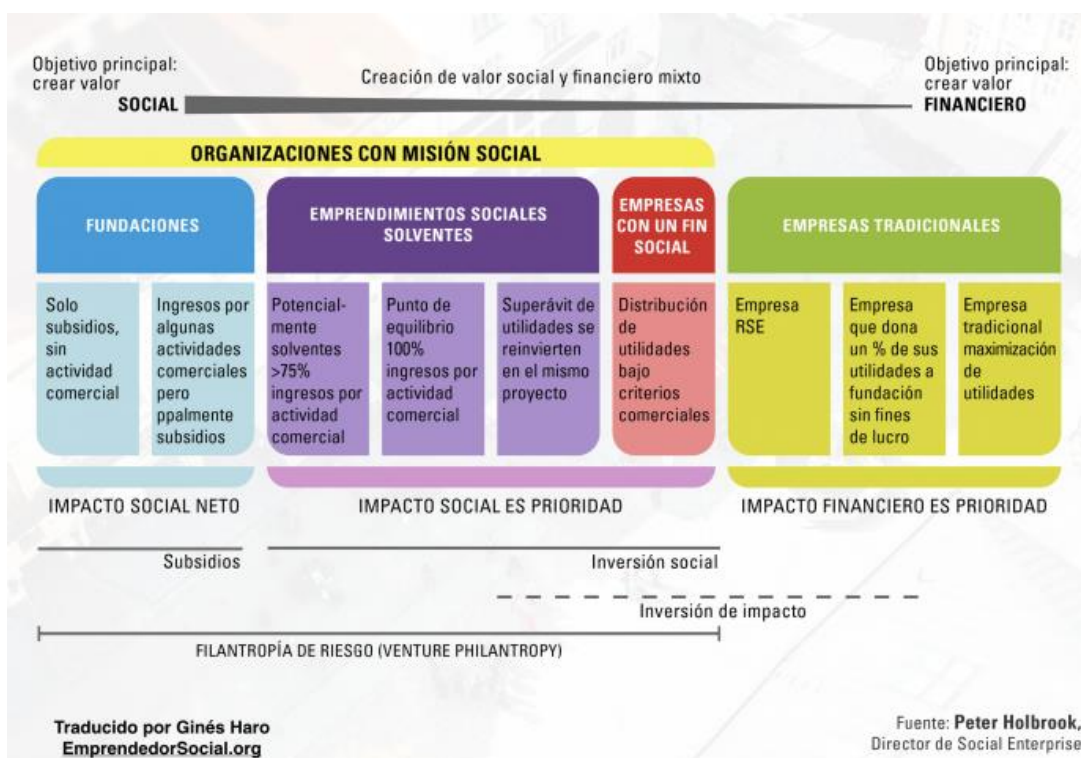 Objetivo principal:
crear valor
SOCIAL
Creación de valor social y financiero mixto
Objetivo principal:
crear valor
FINANCIERO
ORGANIZACIONES CON MISIÓN SOCIAL
FUNDACIONES
EMPRENDIMIENTOS SOCIALES
SOLVENTES
EMPRESAS
CON UN FIN
SOCIAL
EMPRESAS TRADICIONALES
Solo
subsidios,
sin
actividad
comercial
Ingresos por
algunas
actividades
comerciales
pero
ppalmente
subsidios
Potencial-
mente
solventes
>75%
ingresos por
actividad
comercial
Punto de
equilibrio
100%
ingresos por
actividad
comercial
Superávit de
utilidades se
reinvierten
en el mismo
proyecto
Distribución
de
utilidades
bajo
criterios
comerciales
Empresa
RSE
Empresa
que dona
un % de sus
utilidades a
fundación
sin fines
de lucro
Empresa
tradicional
maximización
de
utilidades
IMPACTO SOCIAL NETO
IMPACTO SOCIAL ES PRIORIDAD
IMPACTO FINANCIERO ES PRIORIDAD
Subsidios
Inversión social
Inversión de impacto
FILANTROPÍA DE RIESGO (VENTURE PHILANTROPY)
Traducido por Ginés Haro
EmprendedorSocial.org
Fuente: Peter Holbrook,
Director de Social Enterprise